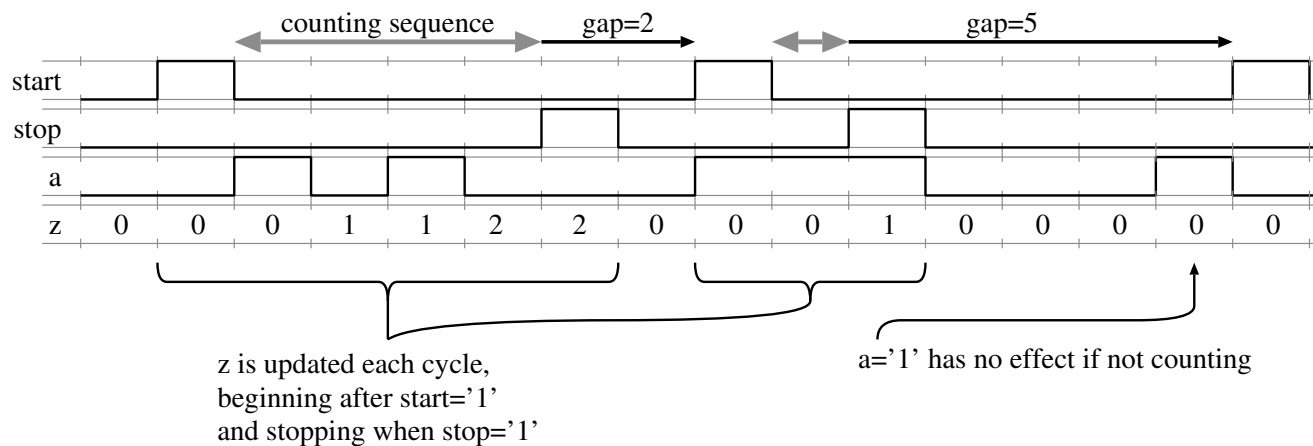 counting sequence gap=2 gap=5
start
stop
a
z 0 0 0 1 1 2 2 0 0 0 1 0 0 0 0 0
z is updated each cycle,
beginning after start='1'
and stopping when stop='1'
a='1' has no effect if not counting